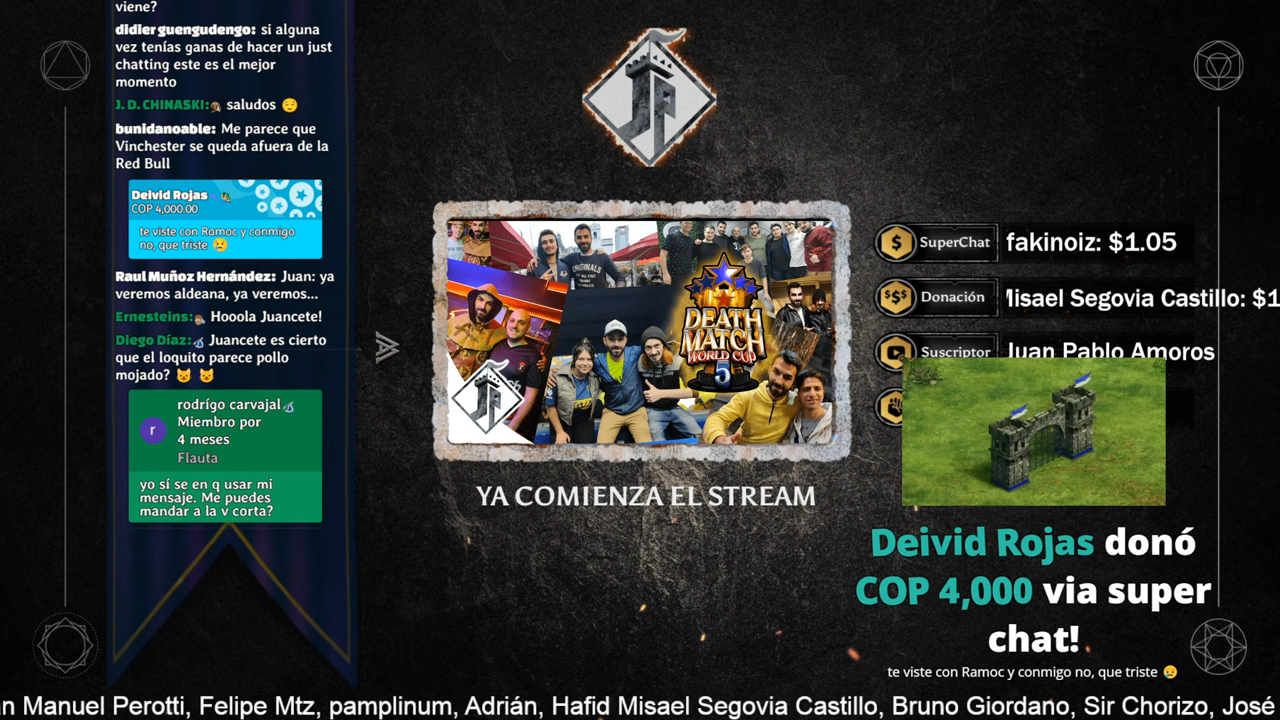 viene?
didier guengudengo: si alguna
vez tenías ganas de hacer un just
chatting este es el mejor
momento
J. D. CHINASKI: saludos 😌
bunidanoable: Me parece que
Vinchester se queda afuera de la
Red Bull
Deivid Rojas
COP 4,000.00
te viste con Ramoc y conmigo
no, que triste 😢
Raul Muñoz Hernández: Juan: ya
veremos aldeana, ya veremos...
Ernesteins: Hooola Juancete!
Diego Díaz: Juancete es cierto
que el loquito parece pollo
mojado? 😼 😼
r
rodrígo carvajal
Miembro por
4 meses
Flauta
yo sí se en q usar mi
mensaje. Me puedes
mandar a la v corta?
JP
ORIGINALS
DEATH
MATCH
WORLD CUP
5
JP
YA COMIENZA EL STREAM
$ SuperChat fakinoiz: $1.05
$$$ Donación Misael Segovia Castillo: $1
Suscriptor Juan Pablo Amoros
Deivid Rojas donó
COP 4,000 via super
chat!
te viste con Ramoc y conmigo no, que triste 😢
n Manuel Perotti, Felipe Mtz, pamplinum, Adrián, Hafid Misael Segovia Castillo, Bruno Giordano, Sir Chorizo, José